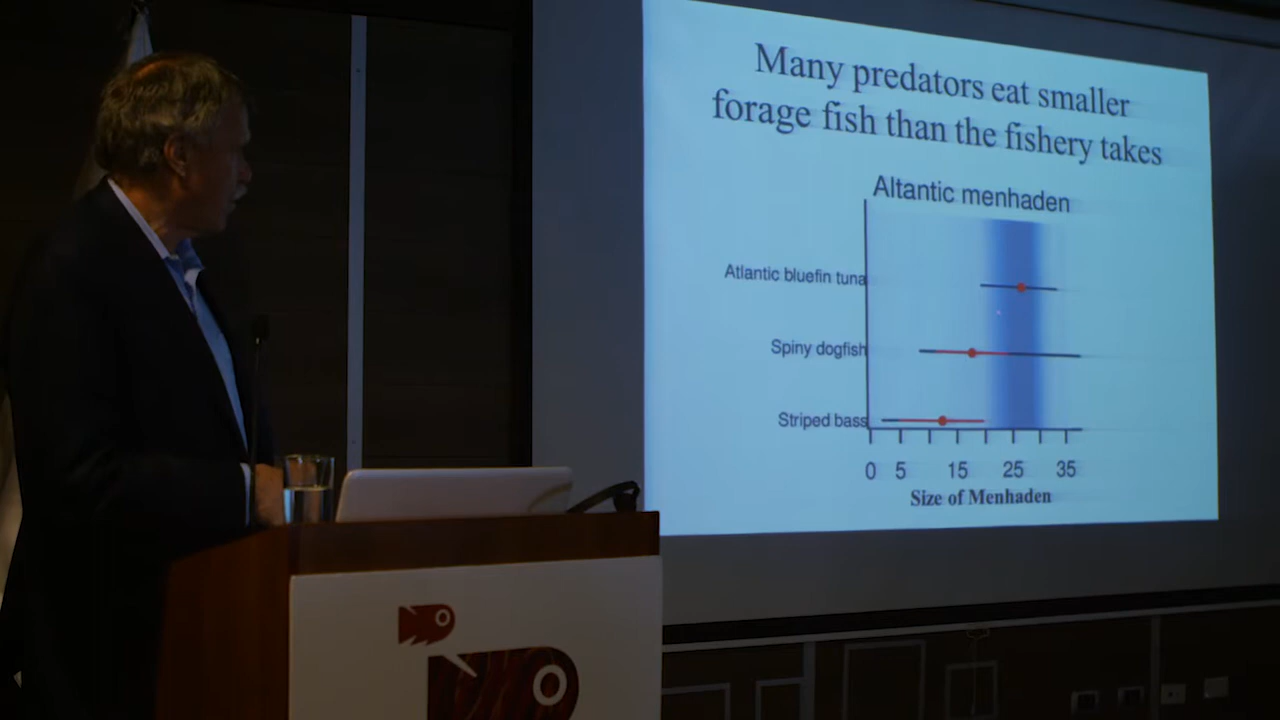 Many predators eat smaller
forage fish than the fishery takes
Altantic menhaden
Atlantic bluefin tuna
Spiny dogfish
Striped bass
0 5 15 25 35
Size of Menhaden